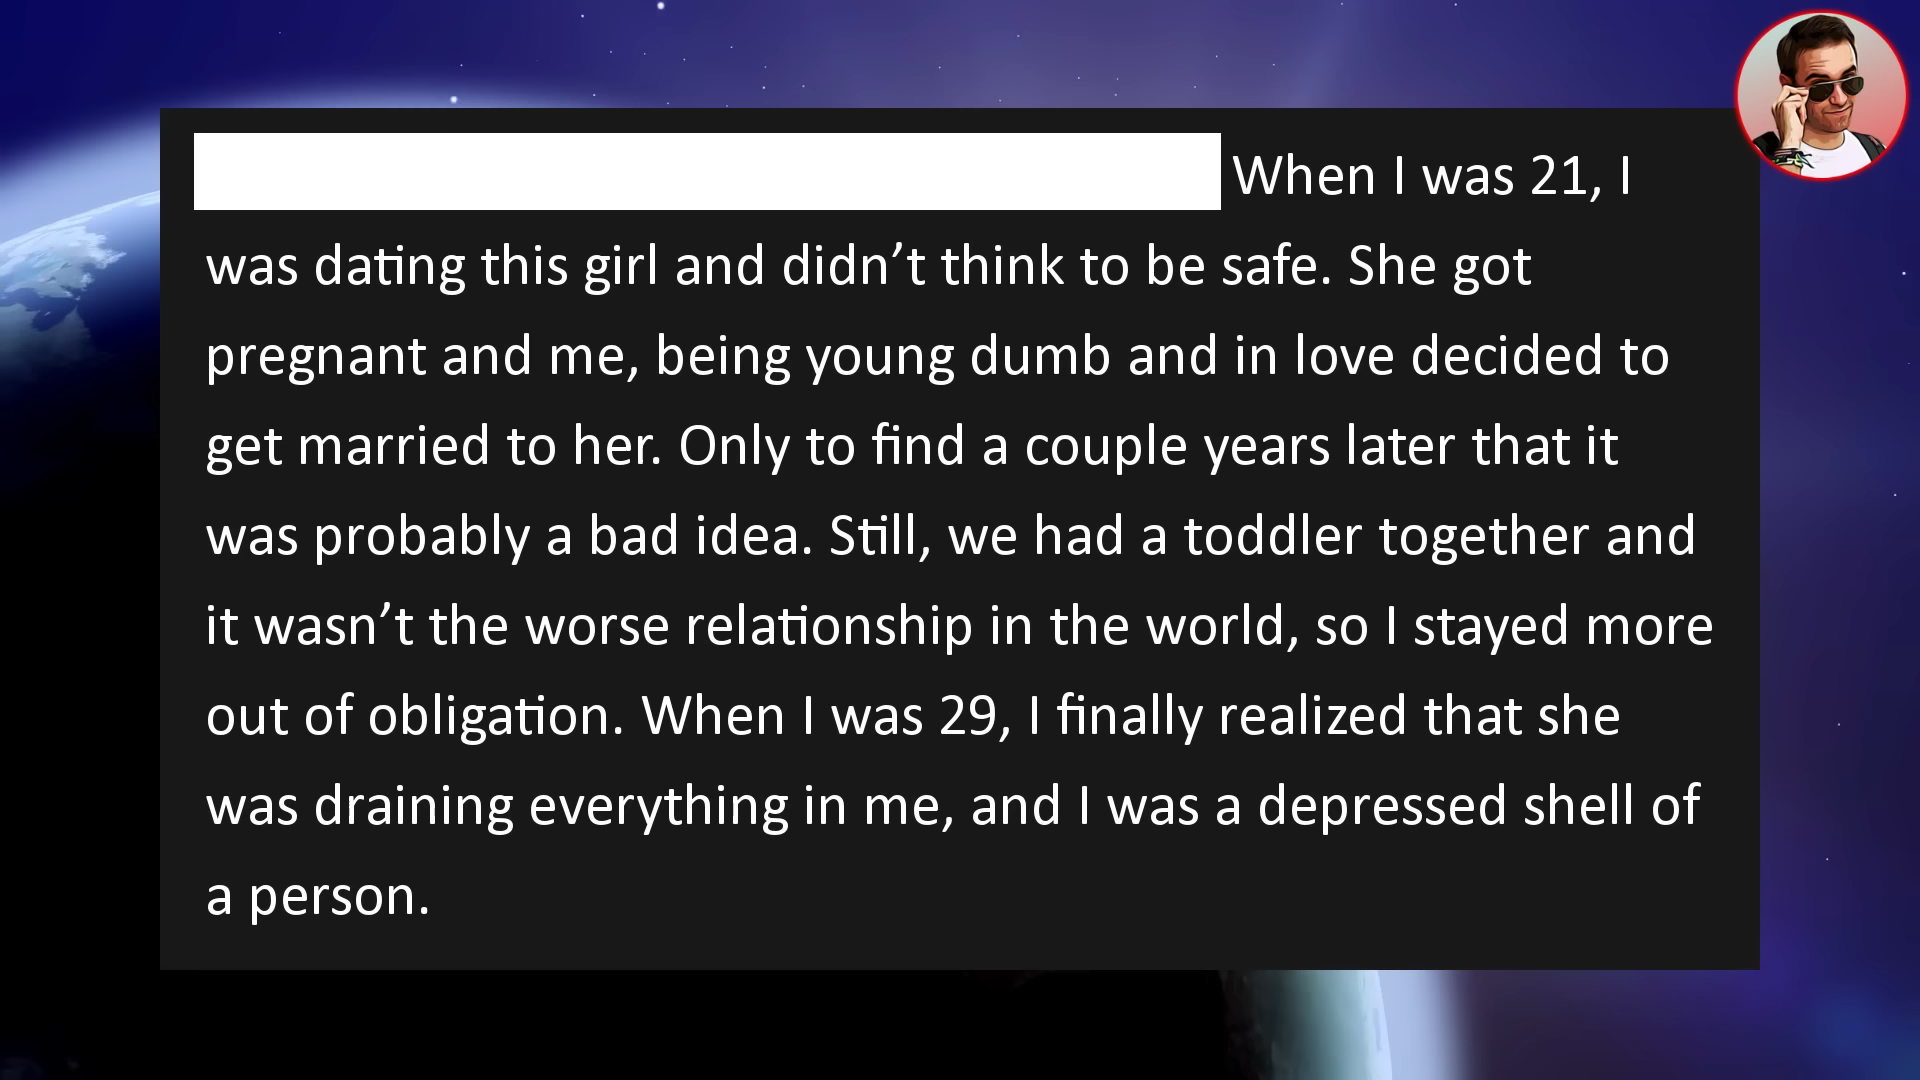 When I was 21, I
was dating this girl and didn’t think to be safe. She got
pregnant and me, being young dumb and in love decided to
get married to her. Only to find a couple years later that it
was probably a bad idea. Still, we had a toddler together and
it wasn’t the worse relationship in the world, so I stayed more
out of obligation. When I was 29, I finally realized that she
was draining everything in me, and I was a depressed shell of
a person.